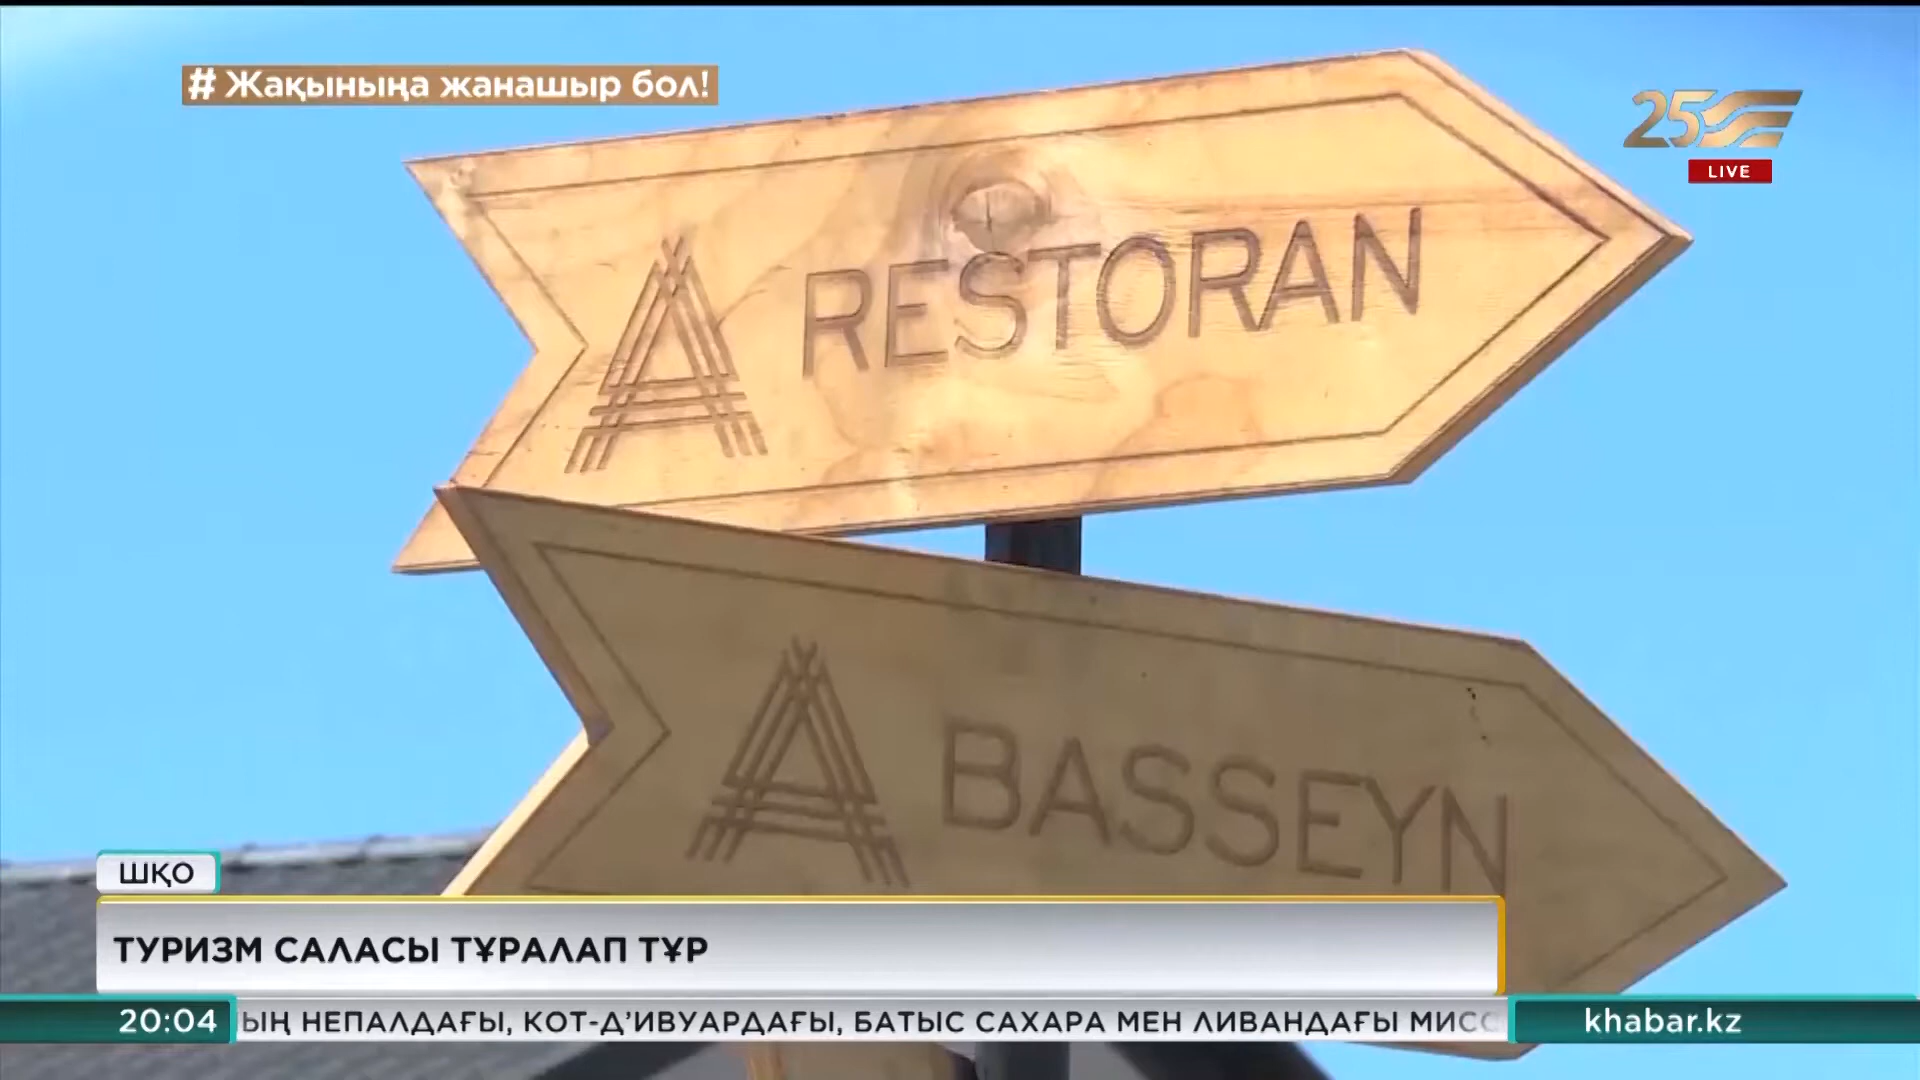 # Жақыныңа жанашыр бол!
25
LIVE
RESTORAN
BASSEYN
ШҚО
ТУРИЗМ САЛАСЫ ТҰРАЛАП ТҰР
20:04
ЫҢ НЕПАЛДАҒЫ, КОТ-Д'ИВУАРДАҒЫ, БАТЫС САХАРА МЕН ЛИВАНДАҒЫ МИСС
khabar.kz